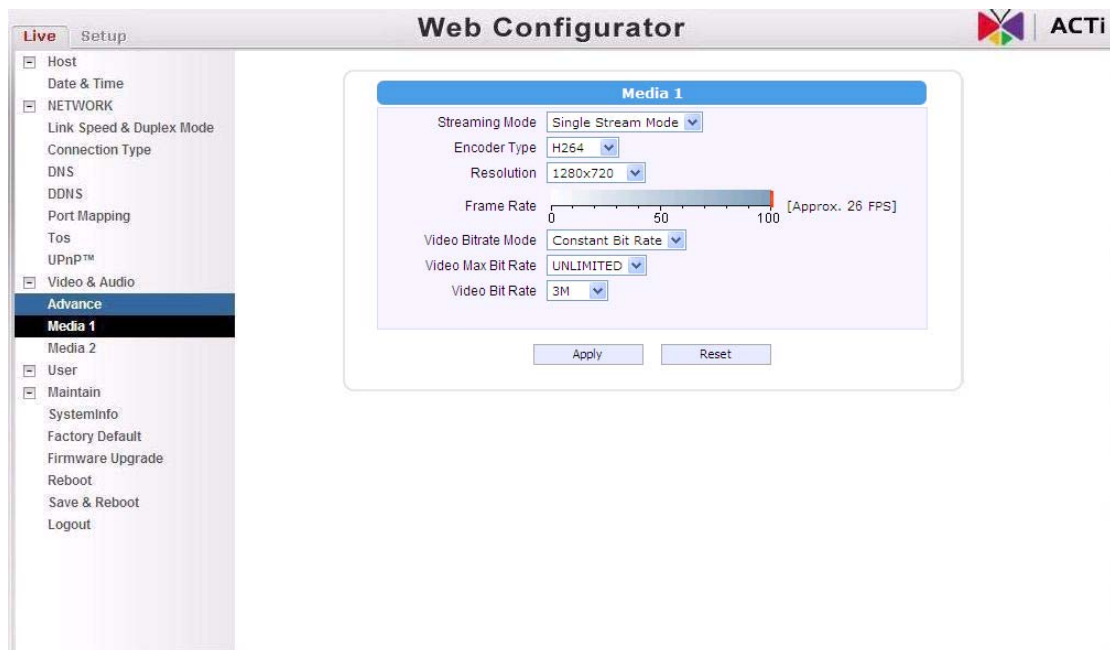 Live Setup
Web Configurator
ACTi
Host
Date & Time
NETWORK
Link Speed & Duplex Mode
Connection Type
DNS
DDNS
Port Mapping
Tos
UPnP™
Video & Audio
Advance
Media 1
Media 2
User
Maintain
SystemInfo
Factory Default
Firmware Upgrade
Reboot
Save & Reboot
Logout
Media 1
Streaming Mode Single Stream Mode
Encoder Type H264
Resolution 1280x720
Frame Rate 0 50 100 [Approx. 26 FPS]
Video Bitrate Mode Constant Bit Rate
Video Max Bit Rate UNLIMITED
Video Bit Rate 3M
Apply Reset